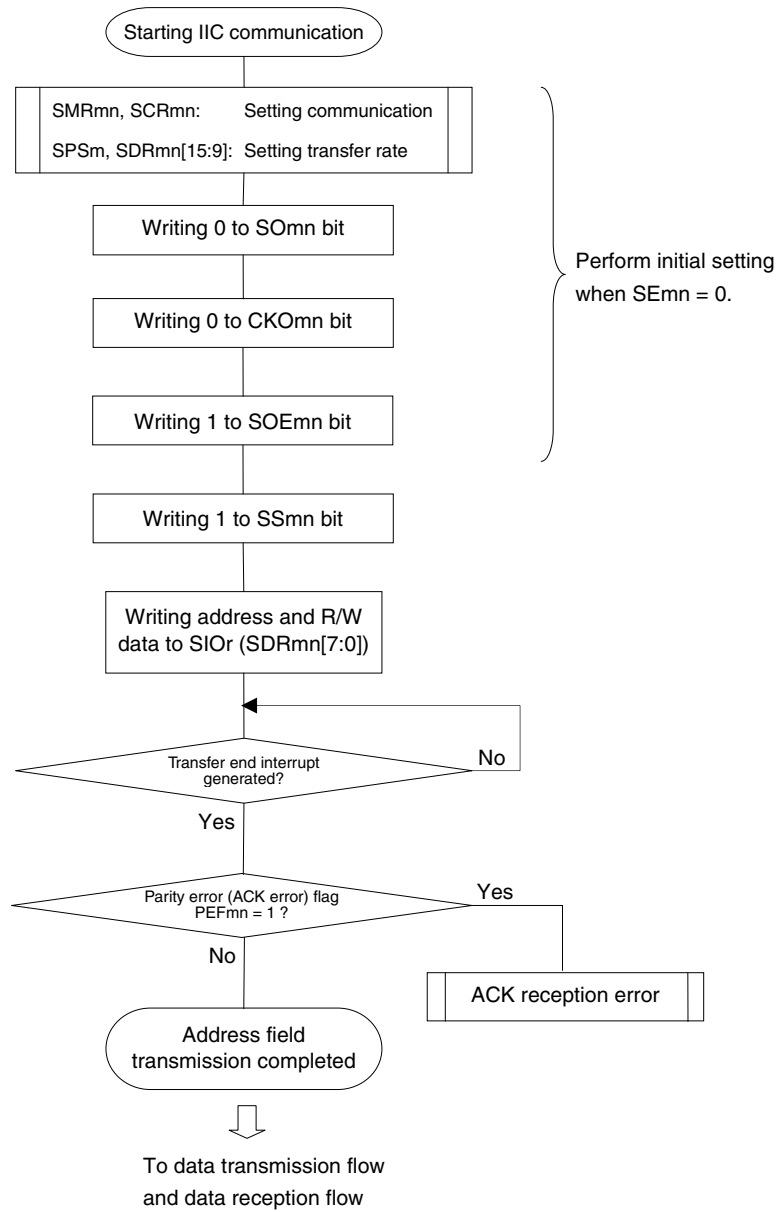 Starting IIC communication
SMRmn, SCRmn: Setting communication
SPSm, SDRmn[15:9]: Setting transfer rate
Writing 0 to SOmn bit
Perform initial setting
when SEmn = 0.
Writing 0 to CKOmn bit
Writing 1 to SOEmn bit
Writing 1 to SSmn bit
Writing address and R/W
data to SIOr (SDRmn[7:0])
Transfer end interrupt
generated?
No
Yes
Parity error (ACK error) flag
PEFmn = 1 ?
Yes
No
ACK reception error
Address field
transmission completed
To data transmission flow
and data reception flow